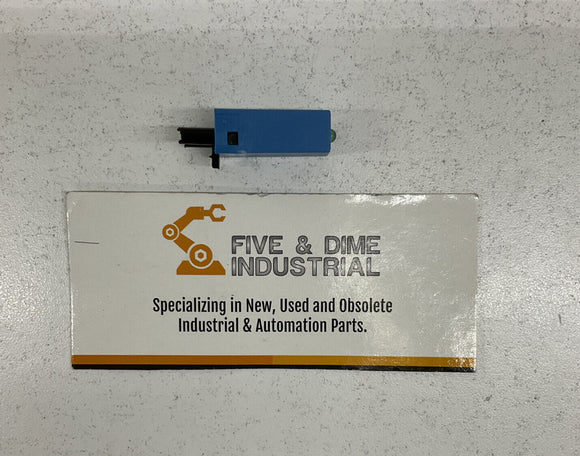 FIVE & DIME
INDUSTRIAL
Specializing in New, Used and Obsolete
Industrial & Automation Parts.